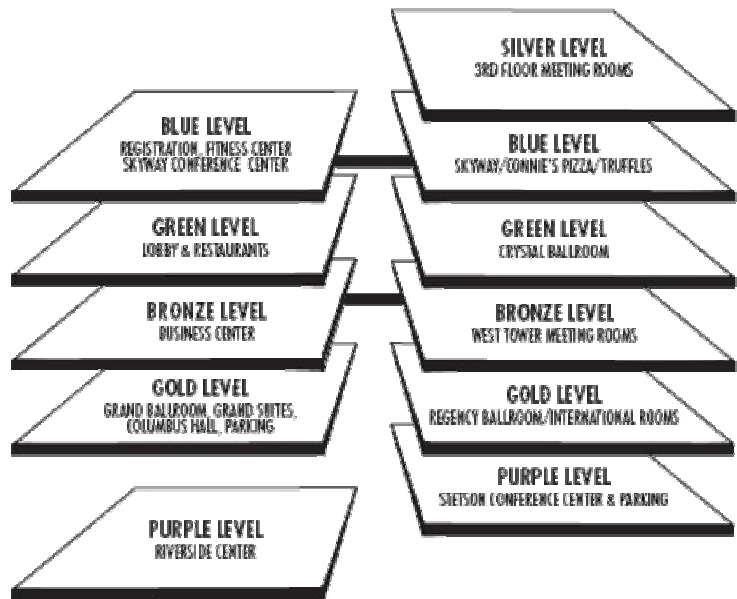 SILVER LEVEL
3RD FLOOR MEETING ROOMS
BLUE LEVEL
REGISTRATION, FITNESS CENTER
SKYWAY CONFERENCE CENTER
BLUE LEVEL
SKYWAY/CONNIE'S PIZZA/TRUFFLES
GREEN LEVEL
LOBBY & RESTAURANTS
GREEN LEVEL
CRYSTAL BALLROOM
BRONZE LEVEL
BUSINESS CENTER
BRONZE LEVEL
WEST TOWER MEETING ROOMS
GOLD LEVEL
GRAND BALLROOM, GRAND SUITES,
COLUMBUS HALL, PARKING
GOLD LEVEL
REGENCY BALLROOM/INTERNATIONAL ROOMS
PURPLE LEVEL
STETSON CONFERENCE CENTER & PARKING
PURPLE LEVEL
RIVERSIDE CENTER